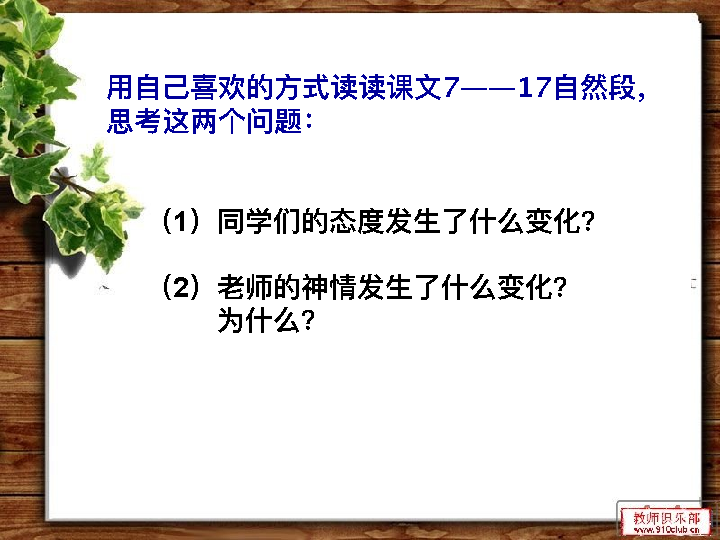 用自己喜欢的方式读读课文7——17自然段，
思考这两个问题：
（1）同学们的态度发生了什么变化？
（2）老师的神情发生了什么变化？
为什么？
教师俱乐部
www.910club.cn